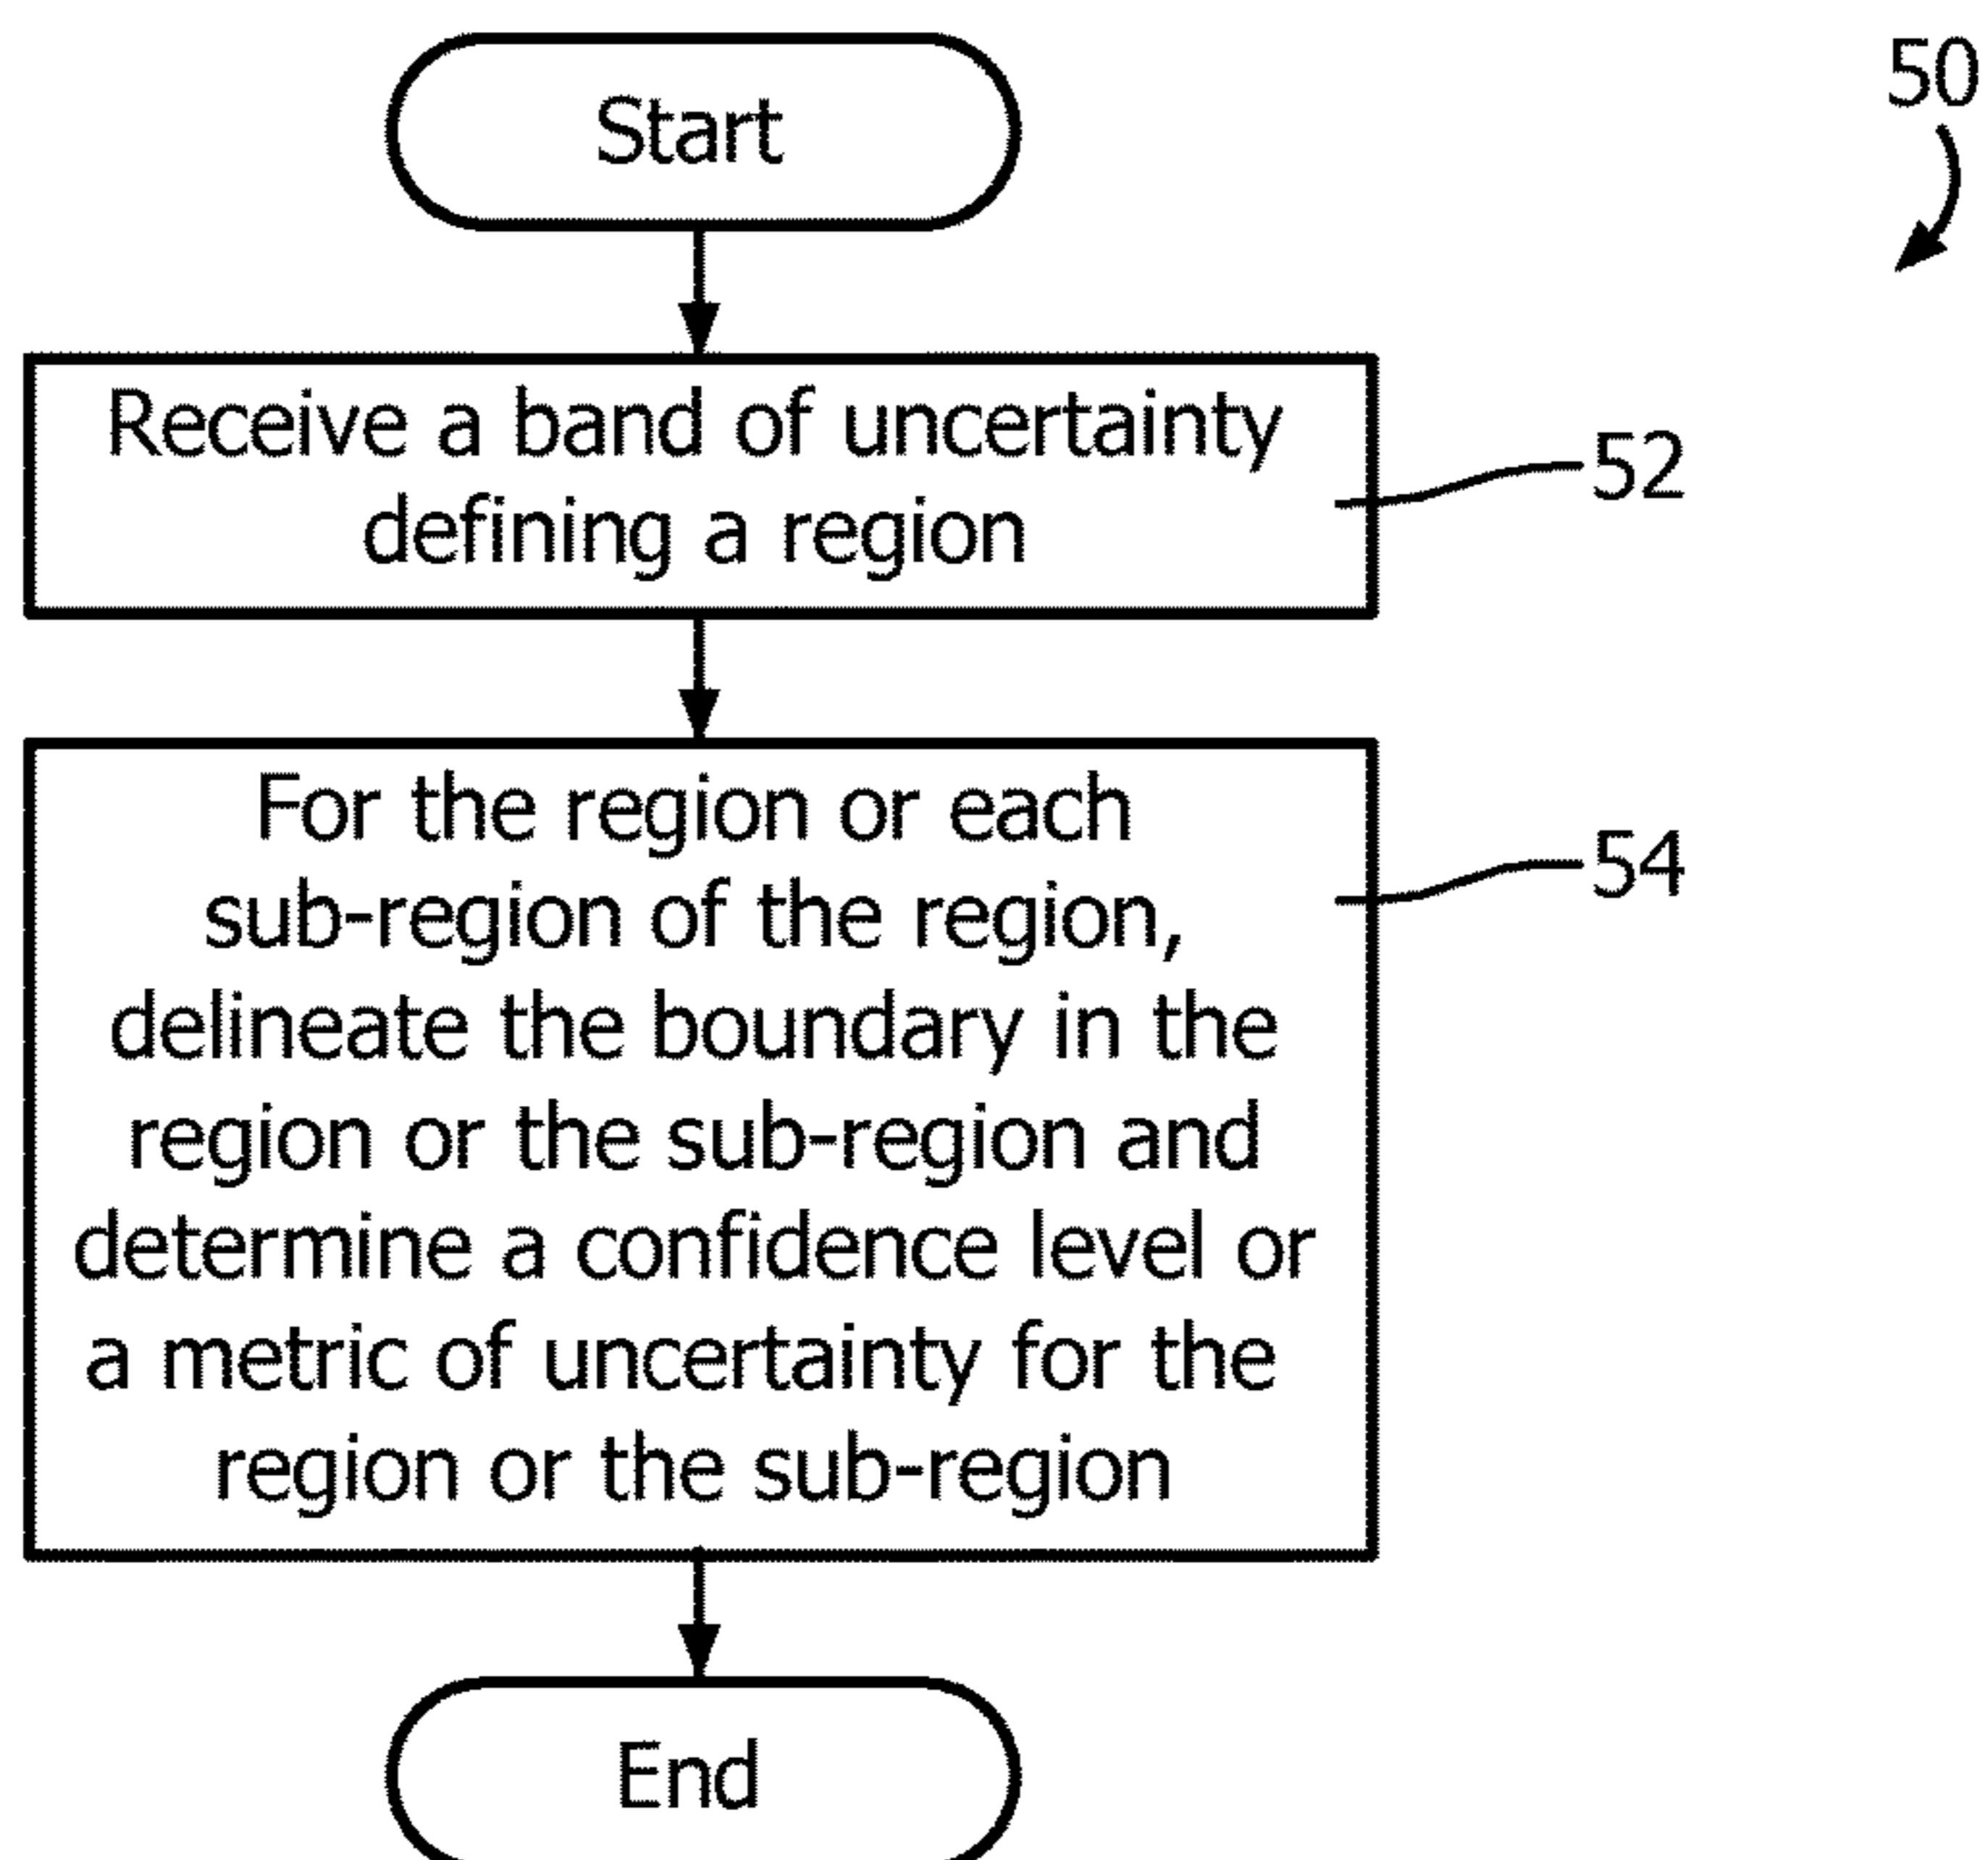 Start
50
Receive a band of uncertainty
defining a region
52
For the region or each
sub-region of the region,
delineate the boundary in the
region or the sub-region and
determine a confidence level or
a metric of uncertainty for the
region or the sub-region
54
End